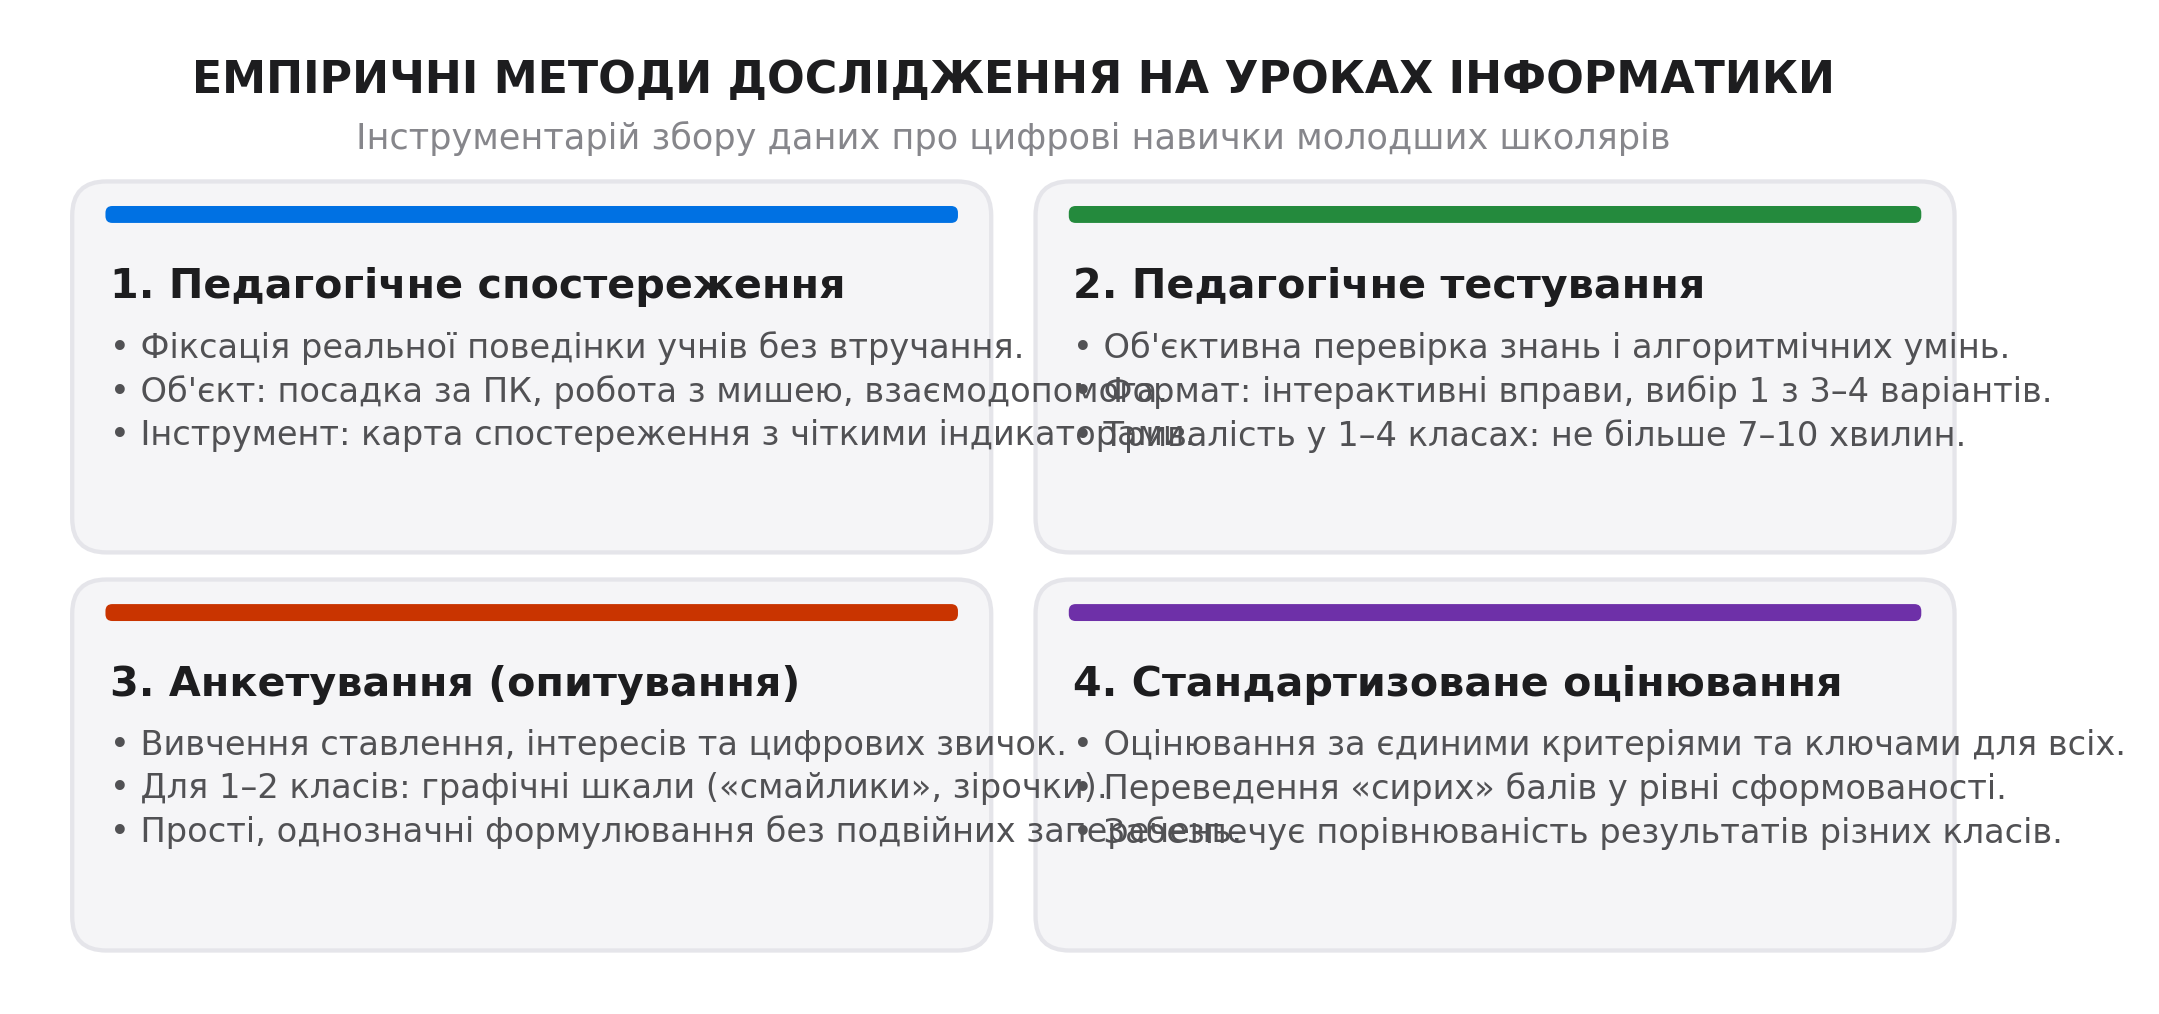 ЕМПІРИЧНІ МЕТОДИ ДОСЛІДЖЕННЯ НА УРОКАХ ІНФОРМАТИКИ
Інструментарій збору даних про цифрові навички молодших школярів
1. Педагогічне спостереження
• Фіксація реальної поведінки учнів без втручання.
• Об'єкт: посадка за ПК, робота з мишею, взаємодопомога.
• Інструмент: карта спостереження з чіткими індикаторами.
2. Педагогічне тестування
• Об'єктивна перевірка знань і алгоритмічних умінь.
• Формат: інтерактивні вправи, вибір 1 з 3–4 варіантів.
• Тривалість у 1–4 класах: не більше 7–10 хвилин.
3. Анкетування (опитування)
• Вивчення ставлення, інтересів та цифрових звичок.
• Для 1–2 класів: графічні шкали («смайлики», зірочки).
• Прості, однозначні формулювання без подвійних заперечень.
4. Стандартизоване оцінювання
• Оцінювання за єдиними критеріями та ключами для всіх.
• Переведення «сирих» балів у рівні сформованості.
• Забезпечує порівнюваність результатів різних класів.